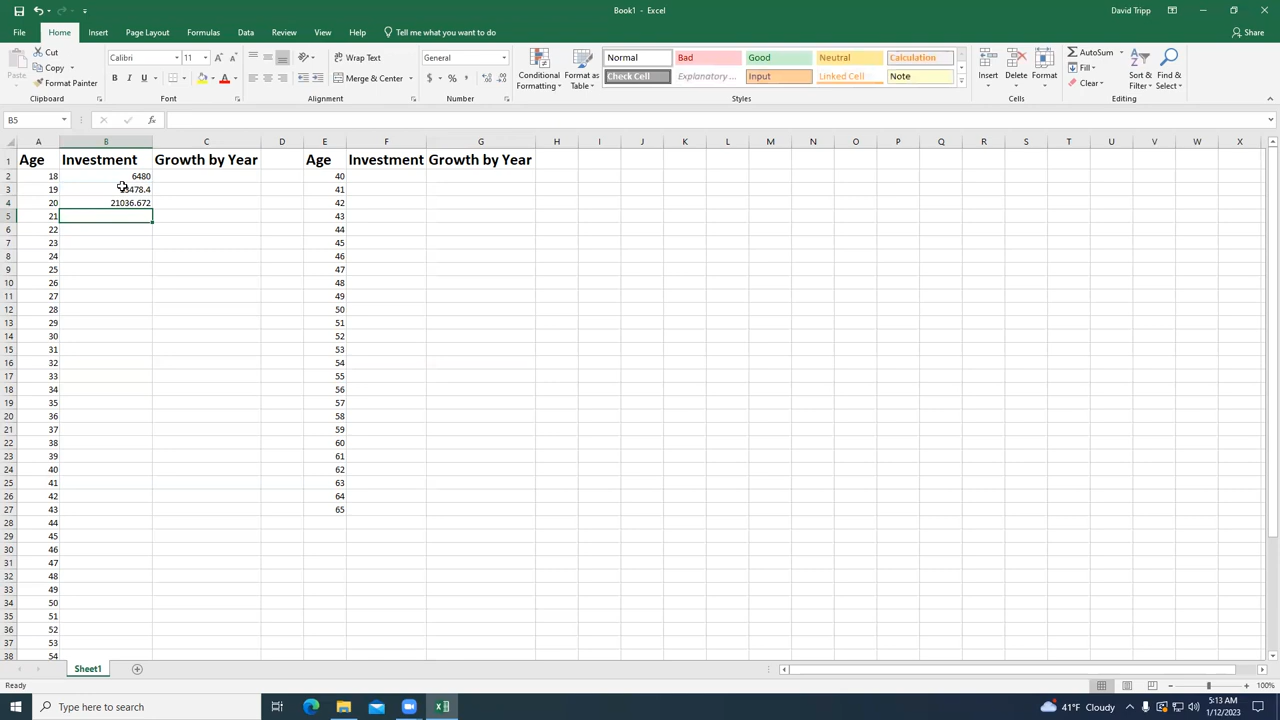 Book1 - Excel
David Tripp
File Home Insert Page Layout Formulas Data Review View Help Tell me what you want to do Share
Paste Cut Copy Format Painter Clipboard
Calibri 11 B I U A Font
Wrap Text Merge & Center Alignment
General $ % , Number
Conditional Formatting Format as Table
Normal Bad Good Neutral Calculation
Check Cell Explanatory ... Input Linked Cell Note
Styles
Insert Delete Format Cells
AutoSum Fill Clear Sort & Filter Find & Select Editing
B5 fx
A B C D E F G H I J K L M N O P Q R S T U V W X
1 Age Investment Growth by Year Age Investment Growth by Year
2 18 6480 40
3 19 3478.4 41
4 20 21036.672 42
5 21 43
6 22 44
7 23 45
8 24 46
9 25 47
10 26 48
11 27 49
12 28 50
13 29 51
14 30 52
15 31 53
16 32 54
17 33 55
18 34 56
19 35 57
20 36 58
21 37 59
22 38 60
23 39 61
24 40 62
25 41 63
26 42 64
27 43 65
28 44
29 45
30 46
31 47
32 48
33 49
34 50
35 51
36 52
37 53
38 54
Sheet1
Ready 100%
Type here to search
41°F Cloudy
5:13 AM
1/12/2023